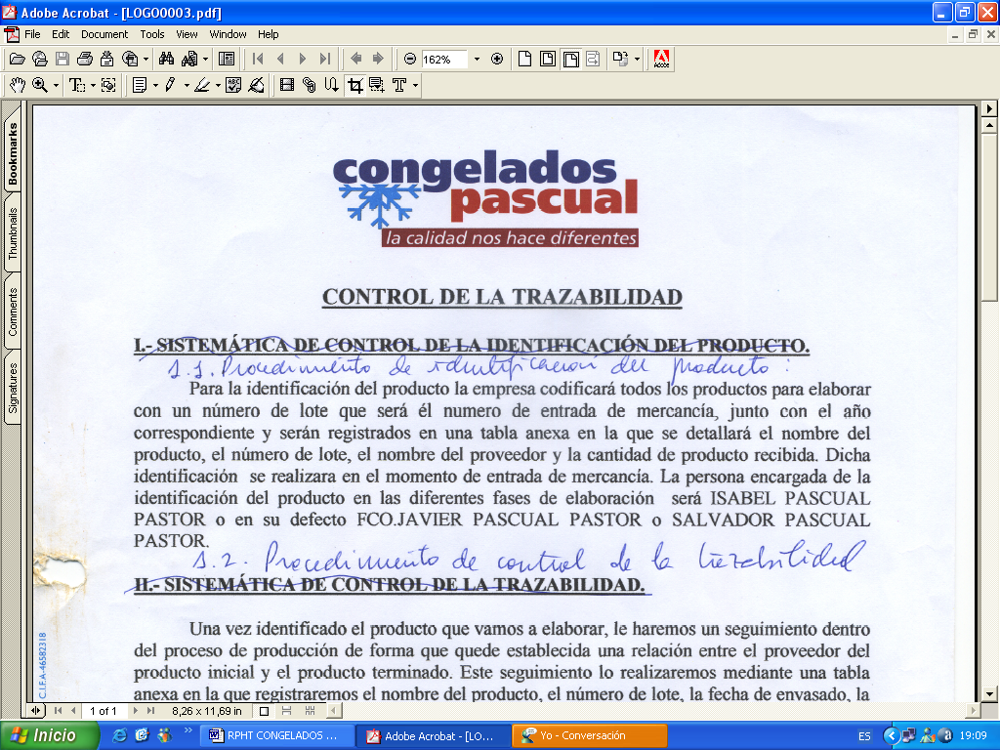 Adobe Acrobat - [LOGO0003.pdf]
File Edit Document Tools View Window Help
162%
Adobe
Bookmarks
Thumbnails
Comments
Signatures
congelados
pascual
la calidad nos hace diferentes
CONTROL DE LA TRAZABILIDAD
I.- SISTEMÁTICA DE CONTROL DE LA IDENTIFICACIÓN DEL PRODUCTO.
1.1. Procedimiento de identificación del producto:
Para la identificación del producto la empresa codificará todos los productos para elaborar
con un número de lote que será él numero de entrada de mercancía, junto con el año
correspondiente y serán registrados en una tabla anexa en la que se detallará el nombre del
producto, el número de lote, el nombre del proveedor y la cantidad de producto recibida. Dicha
identificación se realizara en el momento de entrada de mercancía. La persona encargada de la
identificación del producto en las diferentes fases de elaboración será ISABEL PASCUAL
PASTOR o en su defecto FCO.JAVIER PASCUAL PASTOR o SALVADOR PASCUAL
PASTOR.
1.2. Procedimiento de control de la trazabilidad
II.- SISTEMÁTICA DE CONTROL DE LA TRAZABILIDAD.
Una vez identificado el producto que vamos a elaborar, le haremos un seguimiento dentro
del proceso de producción de forma que quede establecida una relación entre el proveedor del
producto inicial y el producto terminado. Este seguimiento lo realizaremos mediante una tabla
anexa en la que registraremos el nombre del producto, el número de lote, la fecha de envasado, la
C.I.F. A-46582318
1 of 1
8,26 x 11,69 in
Inicio
RPHT CONGELADOS ...
Adobe Acrobat - [LO...
Yo - Conversación
ES
19:09